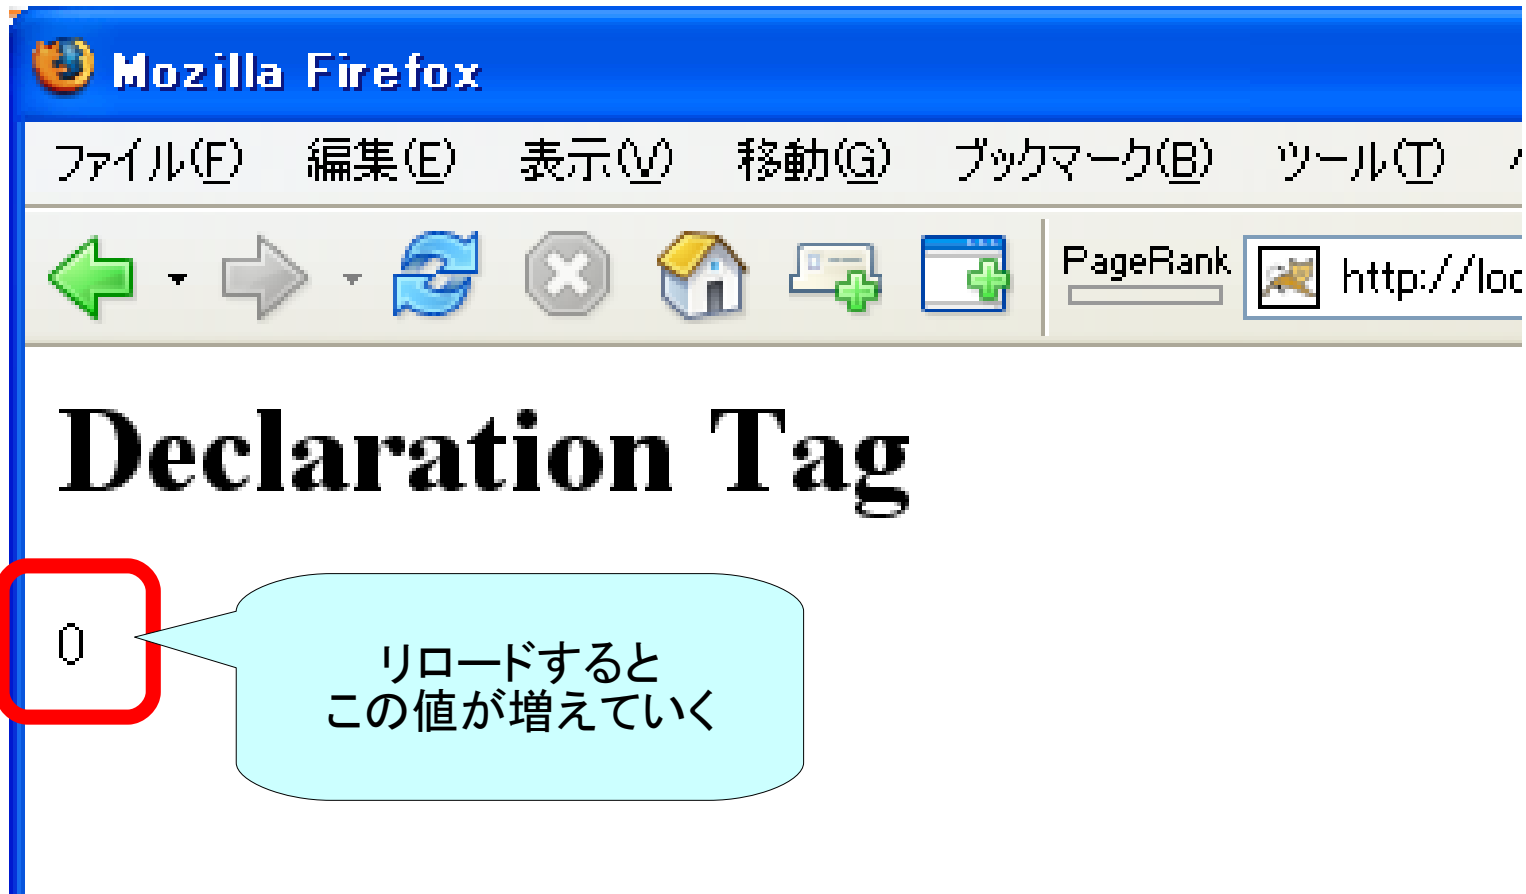 Mozilla Firefox
ファイル(F) 編集(E) 表示(V) 移動(G) ブックマーク(B) ツール(T)
PageRank http://loc
Declaration Tag
0
リロードすると
この値が増えていく